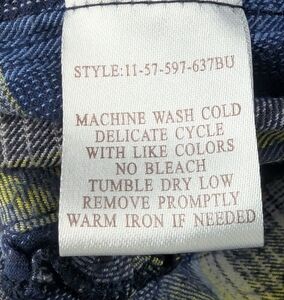 STYLE:11-57-597-637BU
MACHINE WASH COLD
DELICATE CYCLE
WITH LIKE COLORS
NO BLEACH
TUMBLE DRY LOW
REMOVE PROMPTLY
WARM IRON IF NEEDED